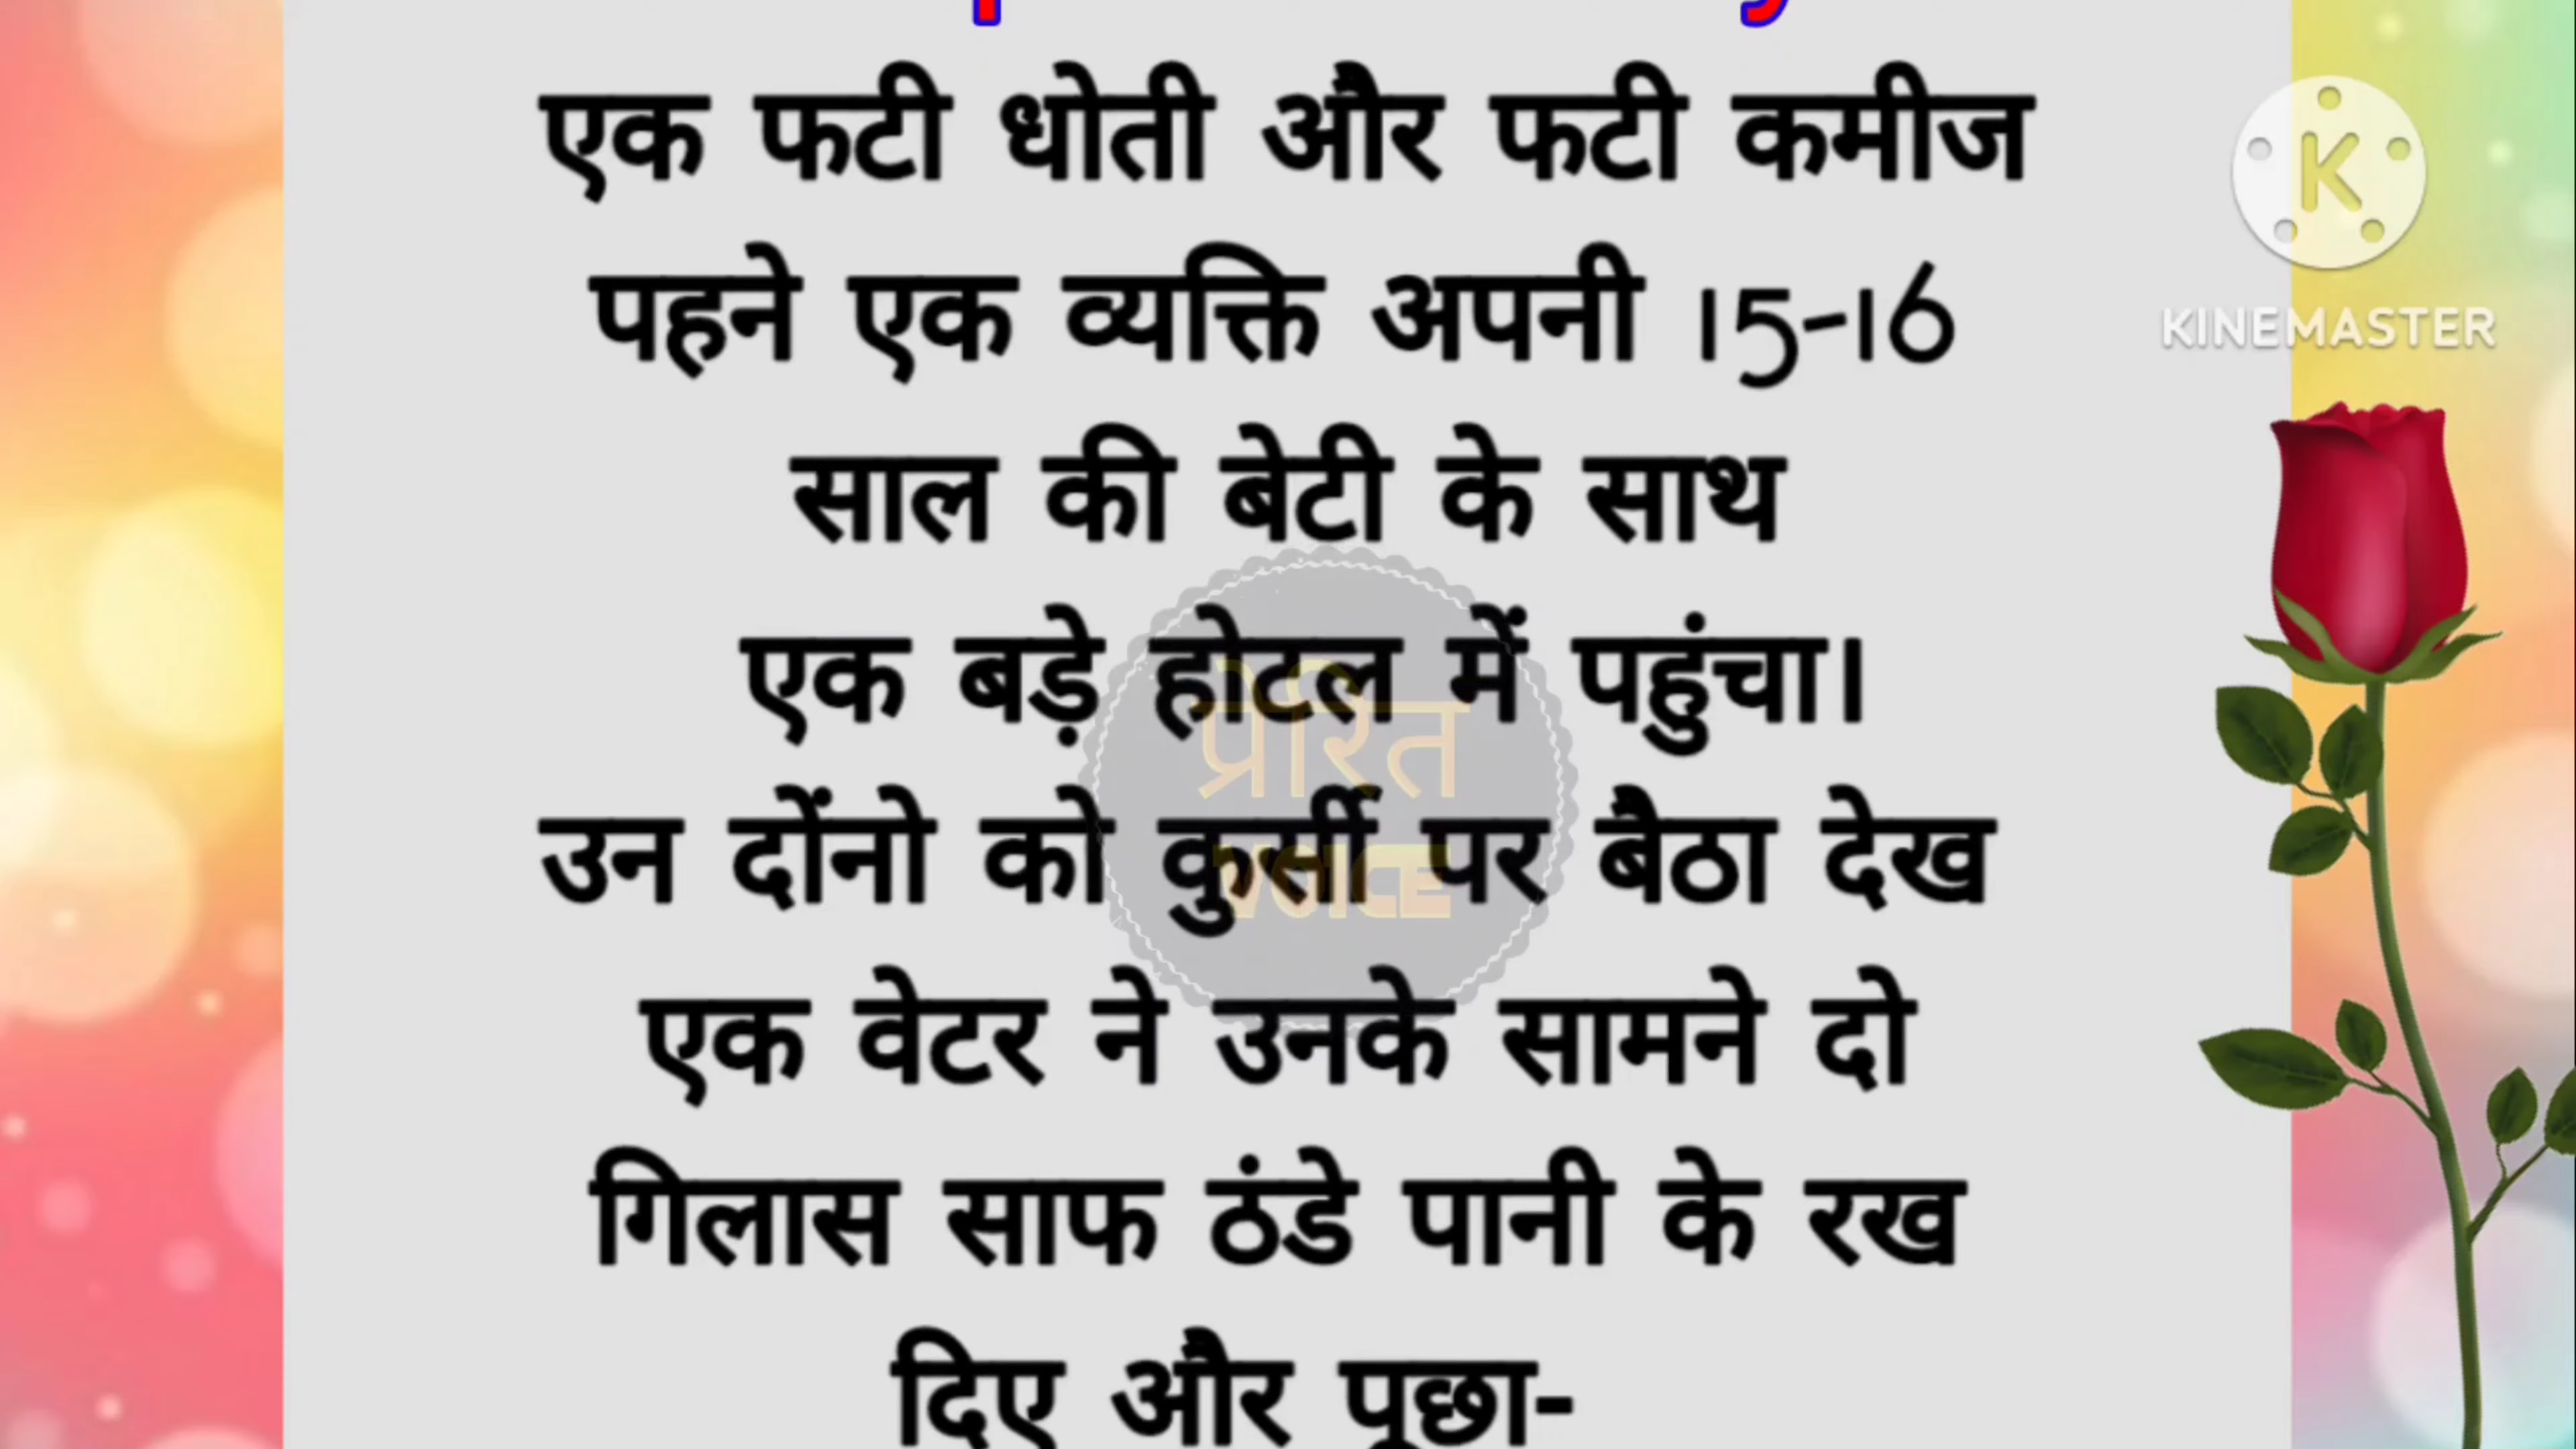 एक फटी धोती और फटी कमीज
पहने एक व्यक्ति अपनी 15-16
साल की बेटी के साथ
एक बड़े होटल में पहुंचा।
उन दोंनो को कुर्सी पर बैठा देख
एक वेटर ने उनके सामने दो
गिलास साफ ठंडे पानी के रख
दिए और पूछा-
KINEMASTER
प्रेरित
VOICE